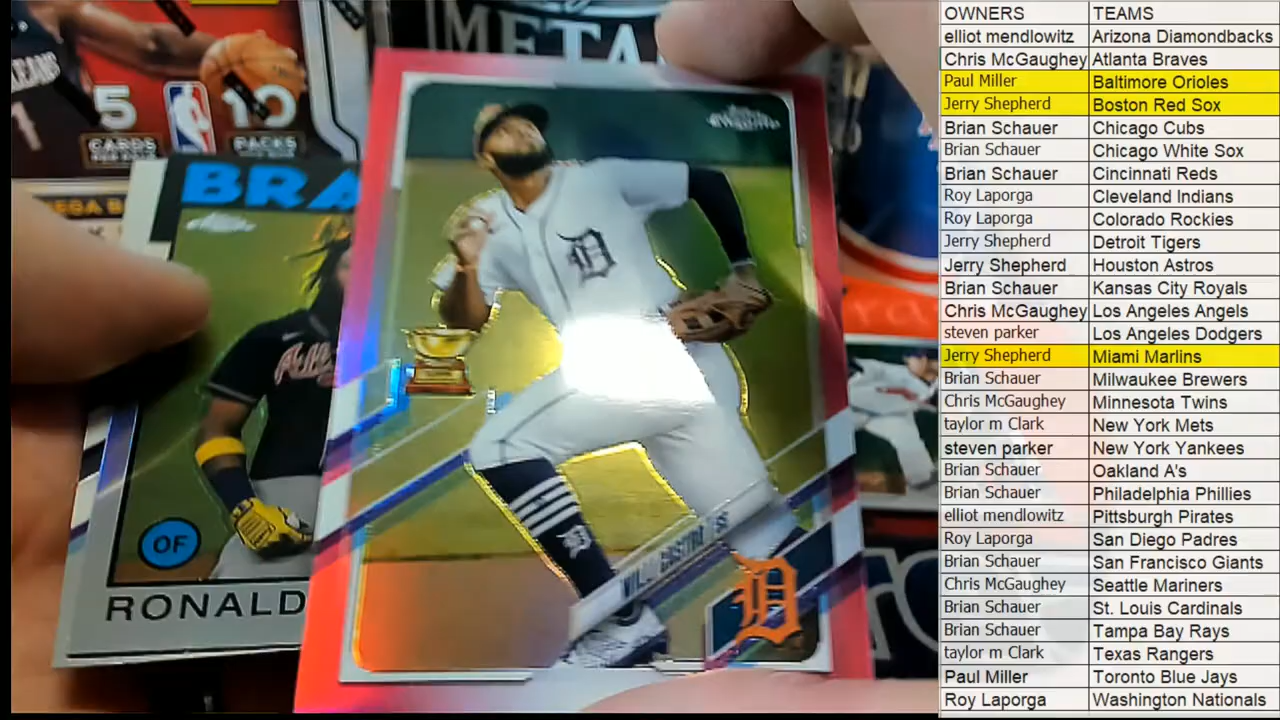 META
LEANS
1
5
CARDS
10
PACKS
BRA
Chrome
OF
RONALD
D
WILLI CASTRO SS
D
OWNERS TEAMS
elliot mendlowitz Arizona Diamondbacks
Chris McGaughey Atlanta Braves
Paul Miller Baltimore Orioles
Jerry Shepherd Boston Red Sox
Brian Schauer Chicago Cubs
Brian Schauer Chicago White Sox
Brian Schauer Cincinnati Reds
Roy Laporga Cleveland Indians
Roy Laporga Colorado Rockies
Jerry Shepherd Detroit Tigers
Jerry Shepherd Houston Astros
Brian Schauer Kansas City Royals
Chris McGaughey Los Angeles Angels
steven parker Los Angeles Dodgers
Jerry Shepherd Miami Marlins
Brian Schauer Milwaukee Brewers
Chris McGaughey Minnesota Twins
taylor m Clark New York Mets
steven parker New York Yankees
Brian Schauer Oakland A's
Brian Schauer Philadelphia Phillies
elliot mendlowitz Pittsburgh Pirates
Roy Laporga San Diego Padres
Brian Schauer San Francisco Giants
Chris McGaughey Seattle Mariners
Brian Schauer St. Louis Cardinals
Brian Schauer Tampa Bay Rays
taylor m Clark Texas Rangers
Paul Miller Toronto Blue Jays
Roy Laporga Washington Nationals